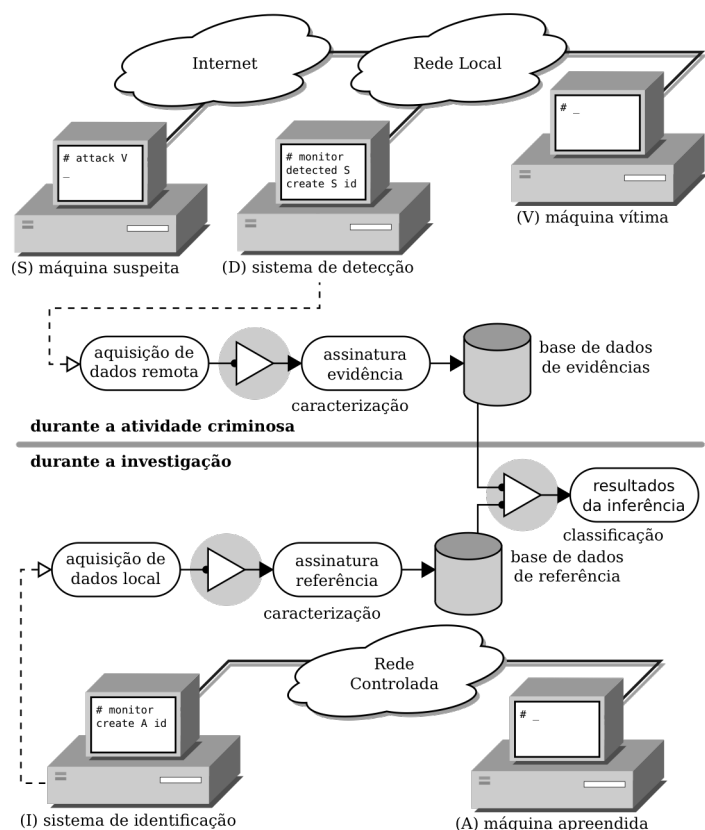 Internet
Rede Local
# _
# attack V
_
# monitor
detected S
create S id
(V) máquina vítima
(S) máquina suspeita
(D) sistema de detecção
aquisição de
dados remota
assinatura
evidência
base de dados
de evidências
caracterização
durante a atividade criminosa
durante a investigação
resultados
da inferência
classificação
aquisição de
dados local
assinatura
referência
base de dados
de referência
caracterização
Rede
Controlada
# monitor
create A id
# _
(I) sistema de identificação
(A) máquina apreendida